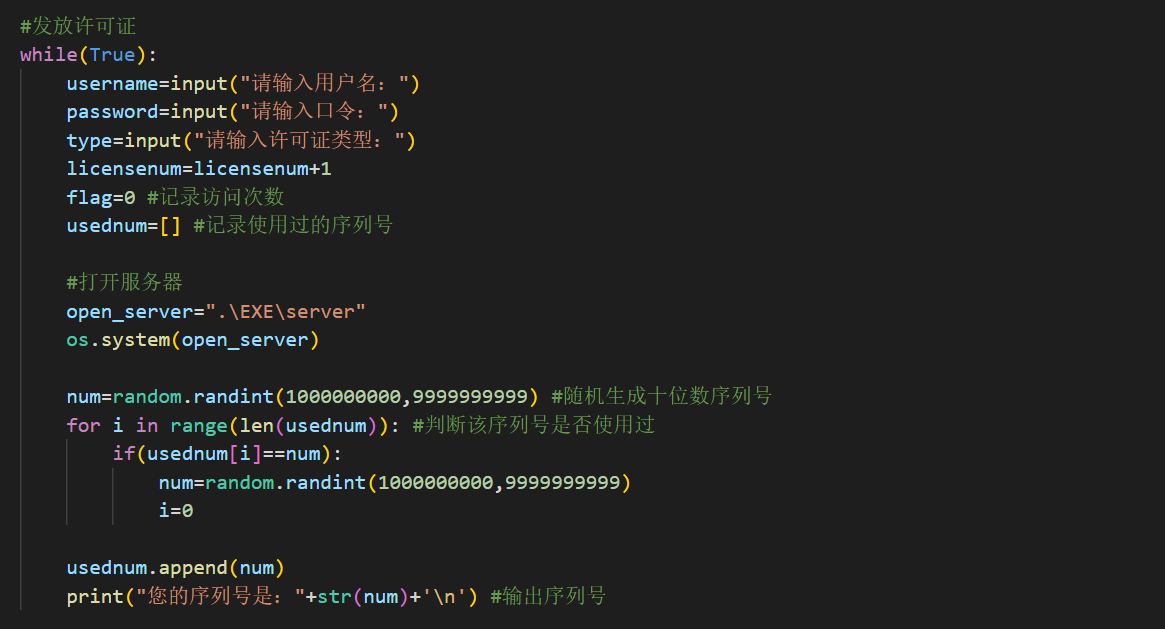 #发放许可证
while(True):
    username=input("请输入用户名：")
    password=input("请输入口令：")
    type=input("请输入许可证类型：")
    licensenum=licensenum+1
    flag=0 #记录访问次数
    usednum=[] #记录使用过的序列号
    #打开服务器
    open_server=".\EXE\server"
    os.system(open_server)
    num=random.randint(1000000000,9999999999) #随机生成十位数序列号
    for i in range(len(usednum)): #判断该序列号是否使用过
        if(usednum[i]==num):
            num=random.randint(1000000000,9999999999)
            i=0
    usednum.append(num)
    print("您的序列号是："+str(num)+'\n') #输出序列号